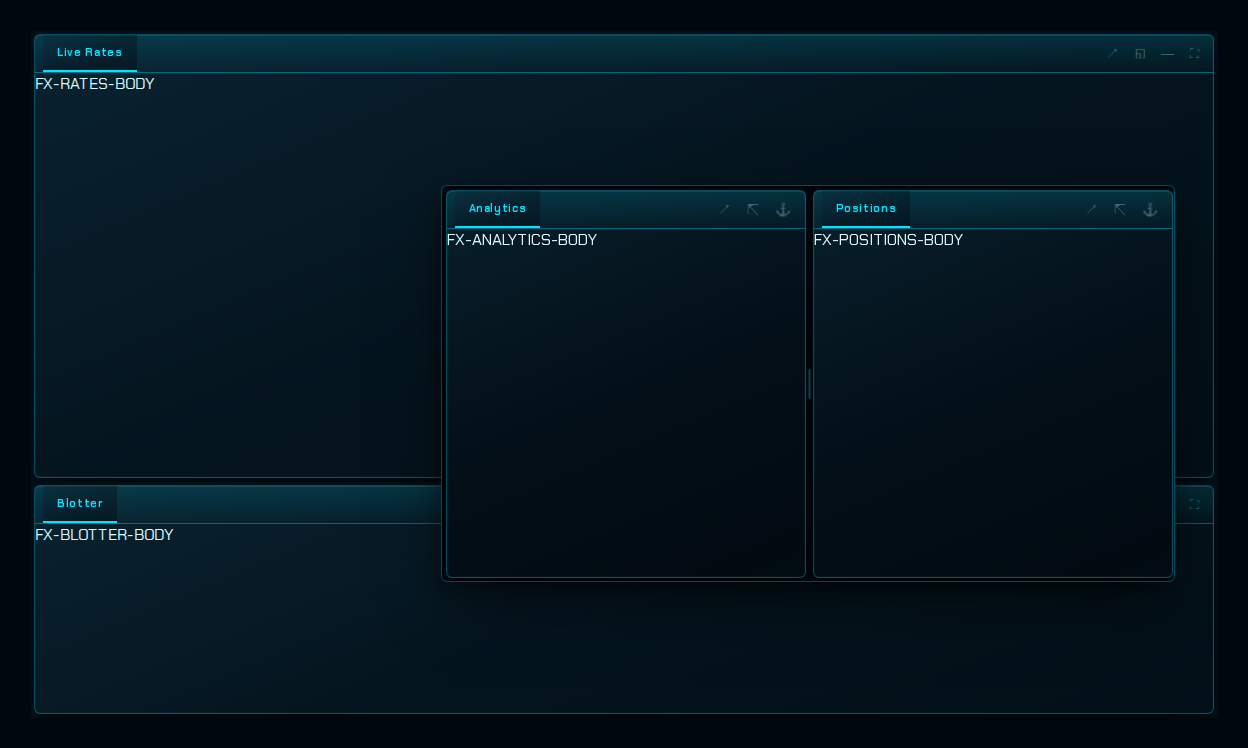 Live Rates
FX-RATES-BODY
Analytics
FX-ANALYTICS-BODY
Positions
FX-POSITIONS-BODY
Blotter
FX-BLOTTER-BODY